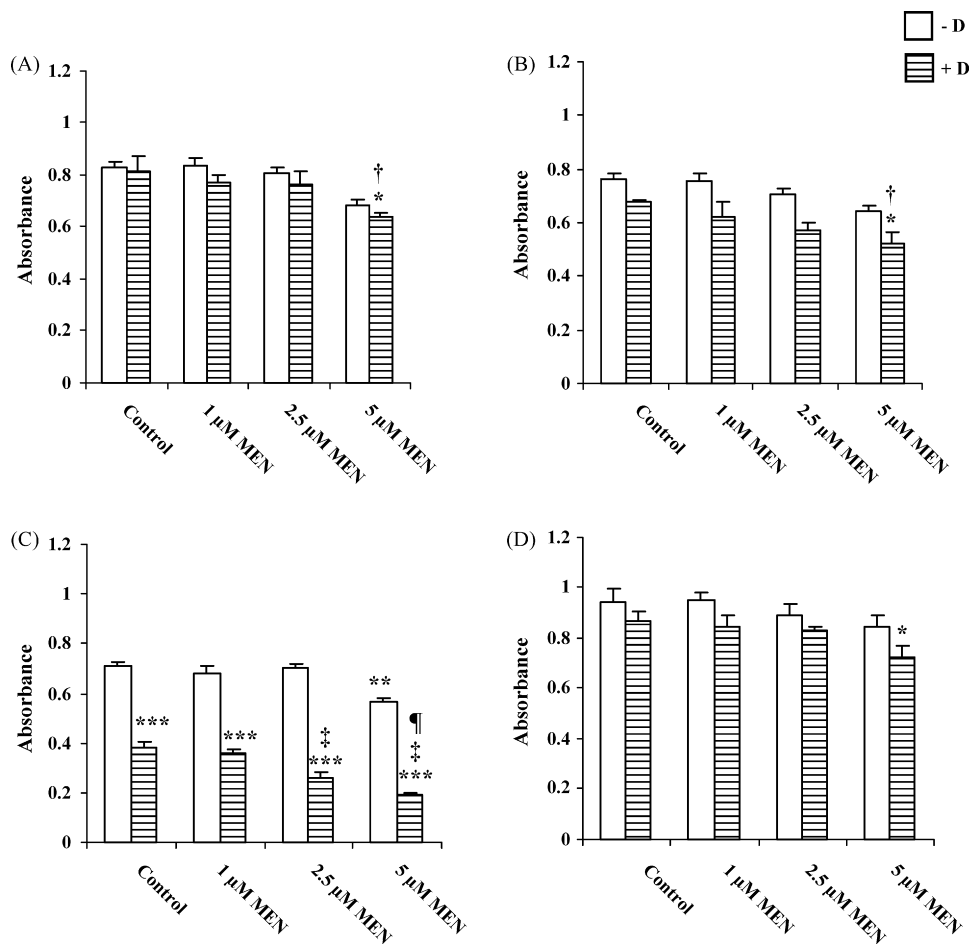 - D
+ D
(A)
1.2
1
0.8
0.6
0.4
0.2
0
Absorbance
†
*
Control
1 µM MEN
2.5 µM MEN
5 µM MEN
(B)
1.2
1
0.8
0.6
0.4
0.2
0
Absorbance
†
*
Control
1 µM MEN
2.5 µM MEN
5 µM MEN
(C)
1.2
1
0.8
0.6
0.4
0.2
0
Absorbance
***
***
‡
***
**
¶
‡
***
Control
1 µM MEN
2.5 µM MEN
5 µM MEN
(D)
1.2
1
0.8
0.6
0.4
0.2
0
Absorbance
*
Control
1 µM MEN
2.5 µM MEN
5 µM MEN